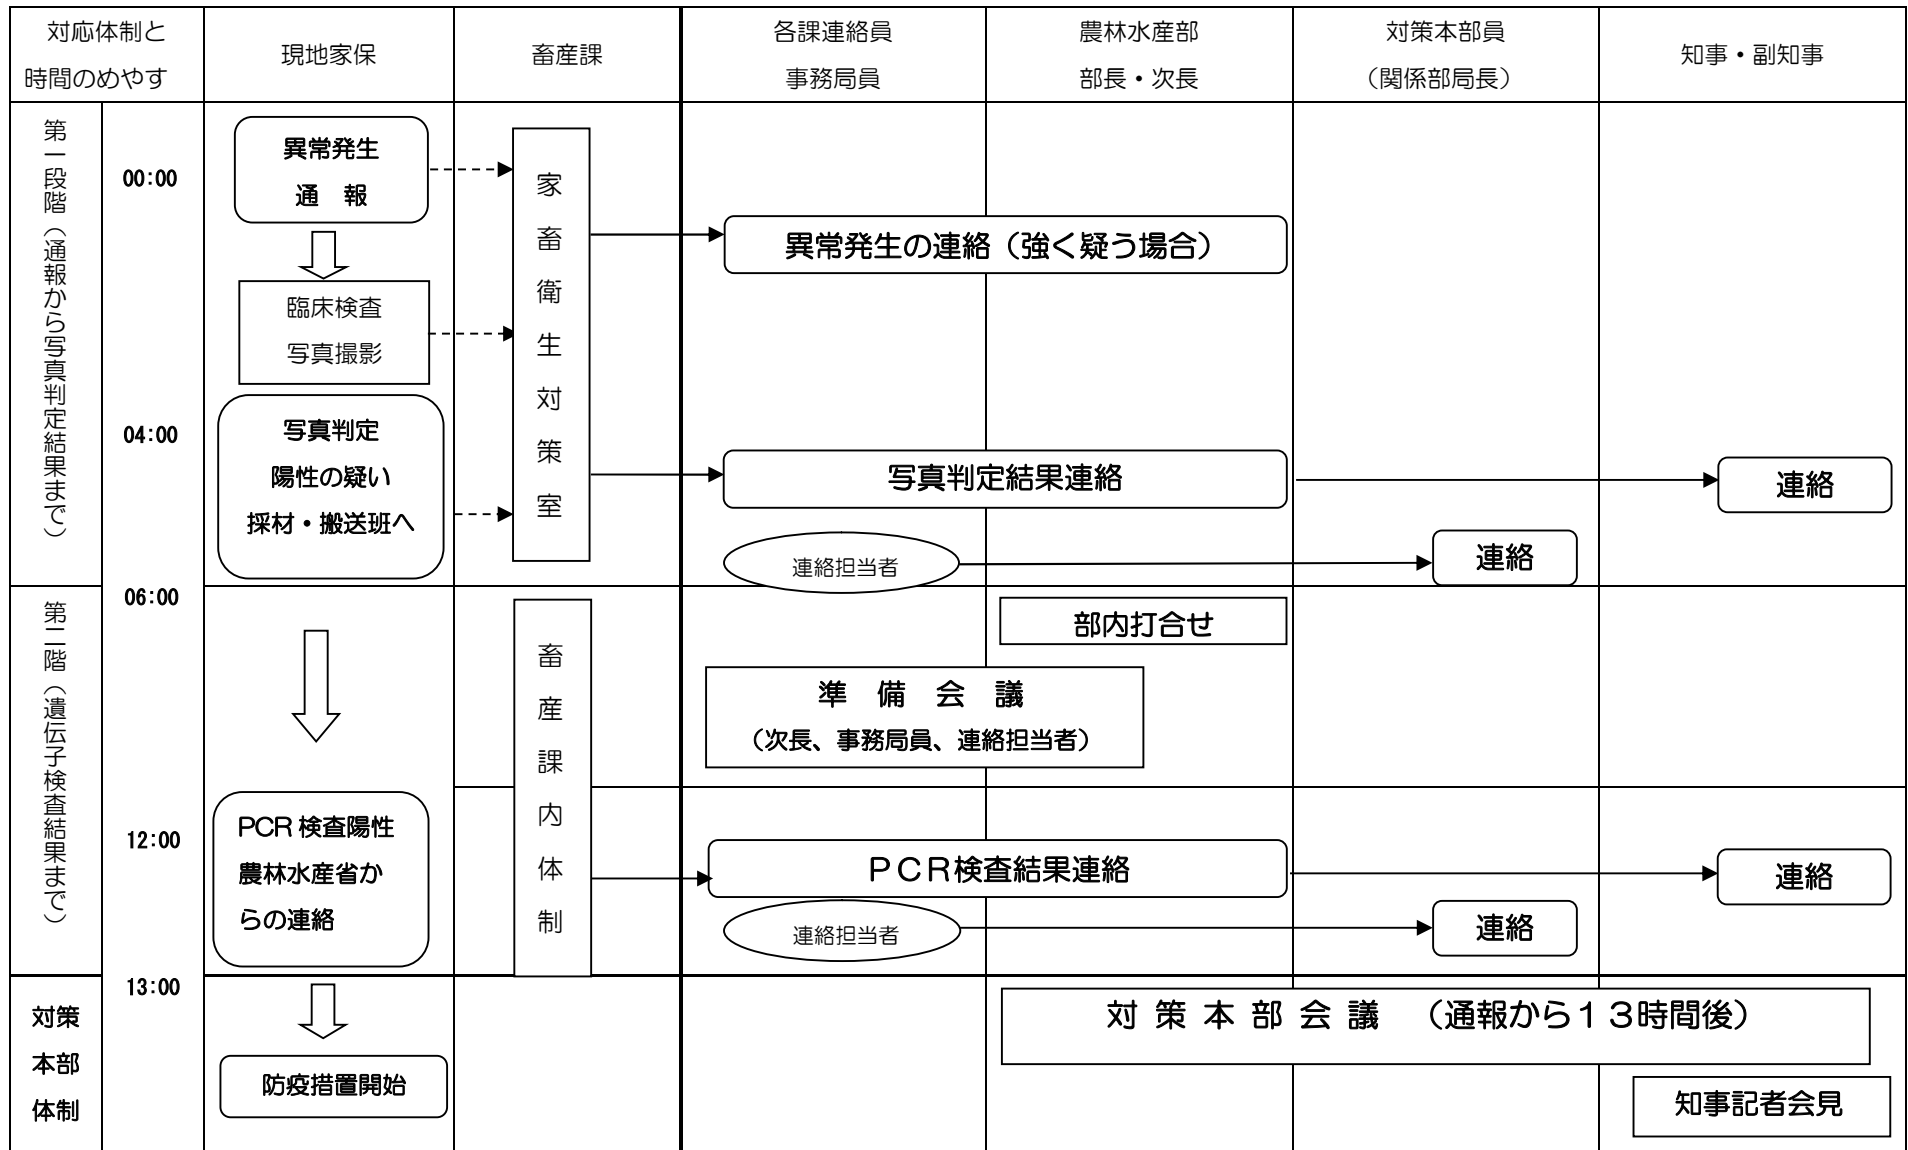 対応体制と
時間のめやす
現地家保
畜産課
各課連絡員
事務局員
農林水産部
部長・次長
対策本部員
（関係部局長）
知事・副知事
第一段階（通報から写真判定結果まで）
00:00
異常発生
通　報
家畜衛生対策室
異常発生の連絡（強く疑う場合）
臨床検査
写真撮影
04:00
写真判定
陽性の疑い
採材・搬送班へ
写真判定結果連絡
連絡
連絡担当者
連絡
第二階（遺伝子検査結果まで）
06:00
畜産課内体制
部内打合せ
準　備　会　議
（次長、事務局員、連絡担当者）
12:00
PCR 検査陽性
農林水産省か
らの連絡
ＰＣＲ検査結果連絡
連絡
連絡担当者
連絡
対策
本部
体制
13:00
対 策 本 部 会 議　（通報から１３時間後）
防疫措置開始
知事記者会見